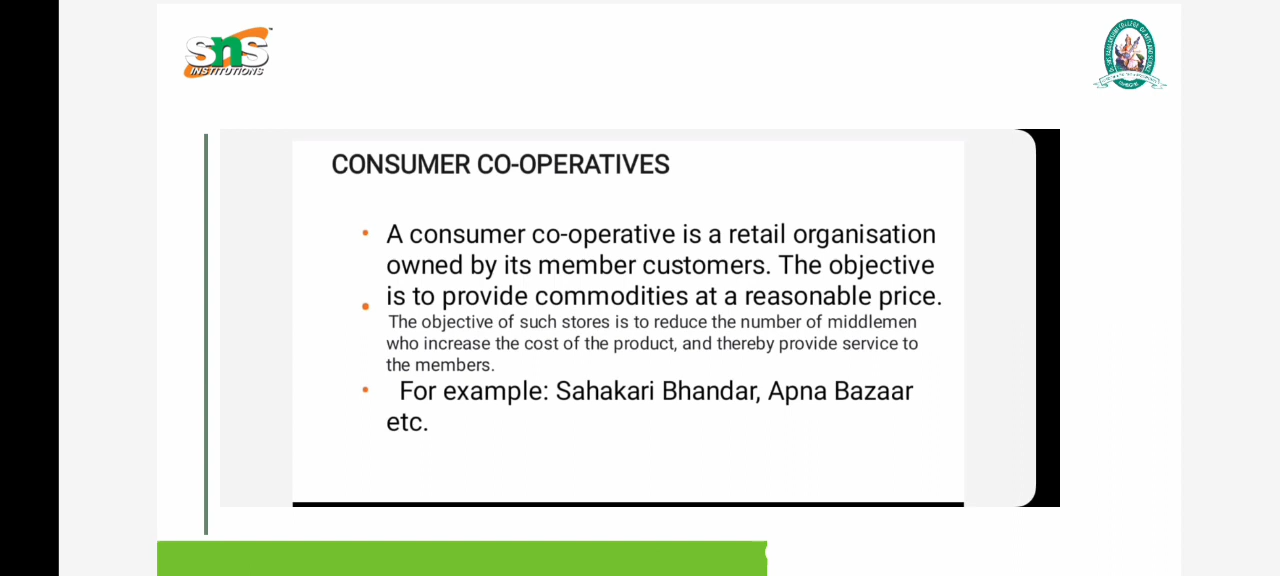 SNS
INSTITUTIONS
CONSUMER CO-OPERATIVES
• A consumer co-operative is a retail organisation
owned by its member customers. The objective
• is to provide commodities at a reasonable price.
The objective of such stores is to reduce the number of middlemen
who increase the cost of the product, and thereby provide service to
the members.
• For example: Sahakari Bhandar, Apna Bazaar
etc.